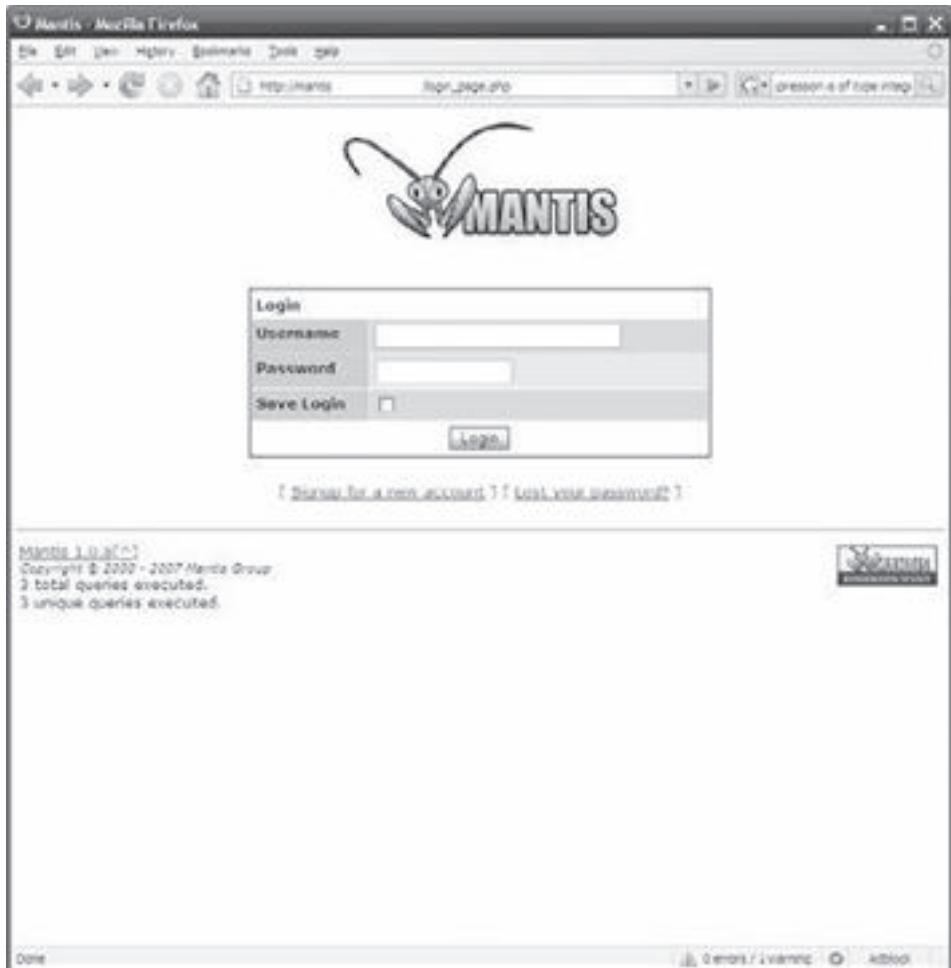 Mantis - Mozilla Firefox
File Edit View History Bookmarks Tools Help
http://mantis login_page.php
MANTIS
Login
Username
Password
Save Login
Login
[ Signup for a new account ] [ Lost your password? ]
Mantis 1.0.8[^]
Copyright © 2000 - 2007 Mantis Group
3 total queries executed.
3 unique queries executed.
Done 0 errors / 1 warning Adblock